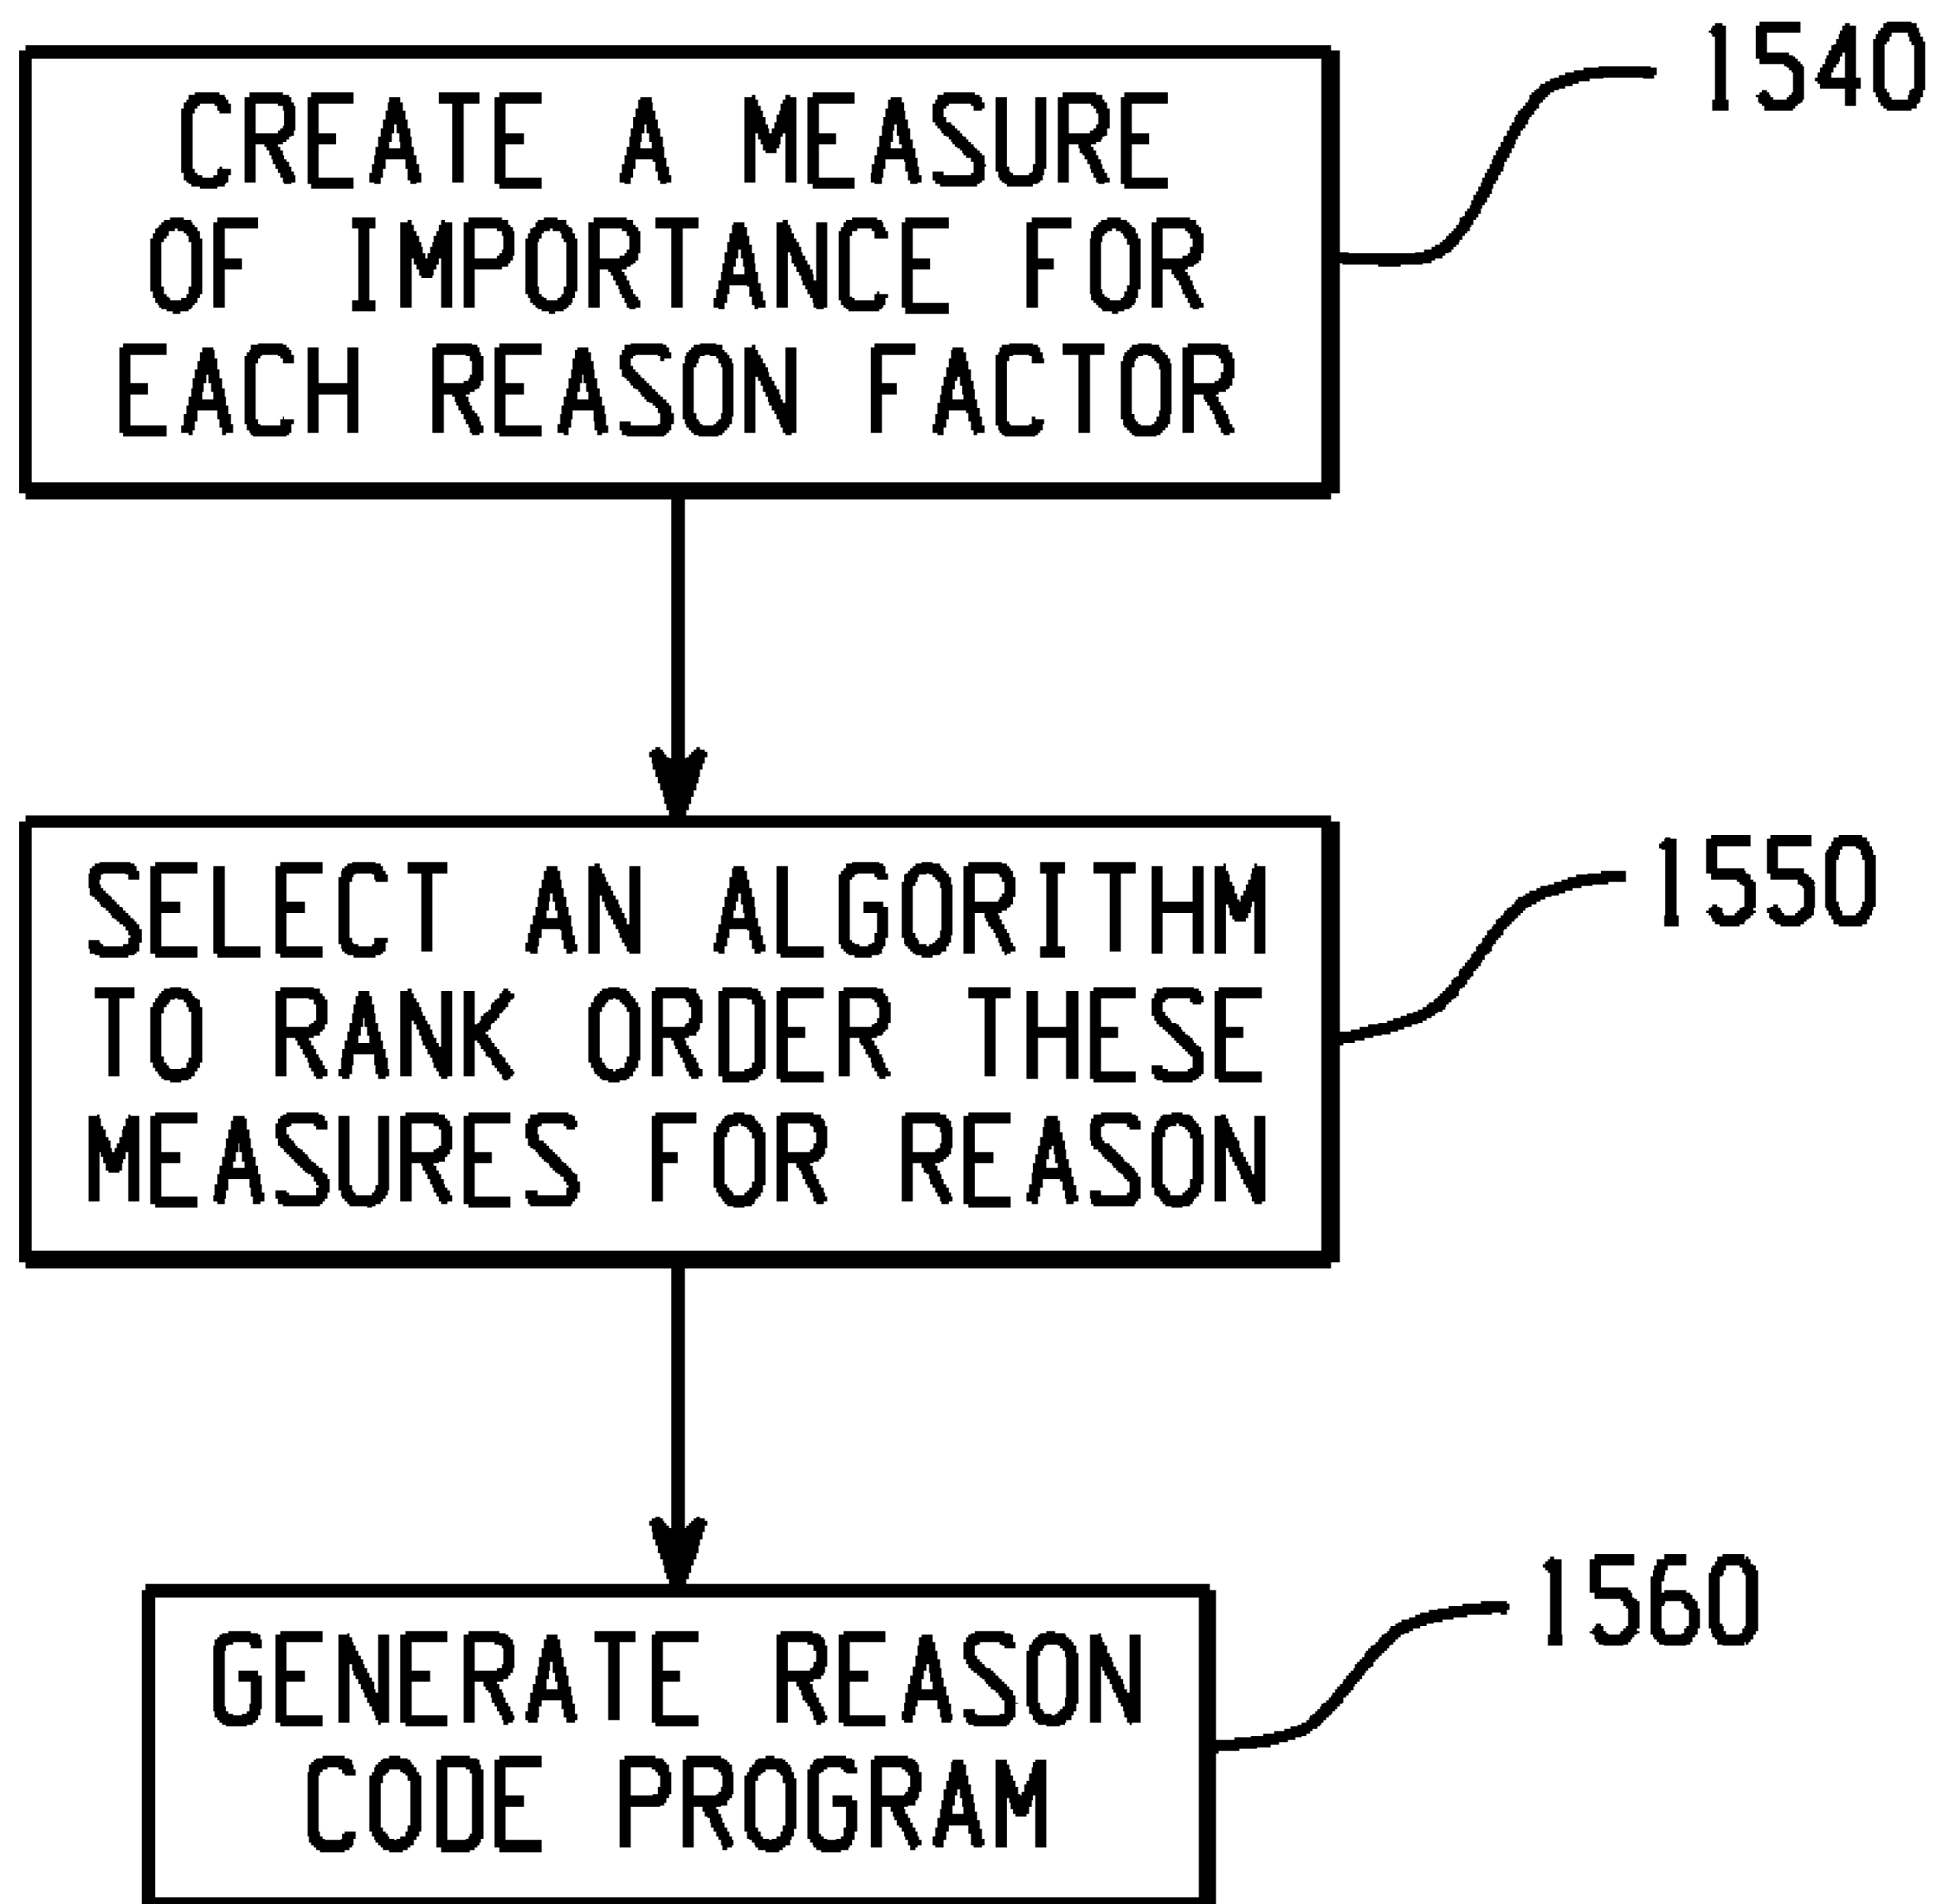 1540
CREATE A MEASURE
OF IMPORTANCE FOR
EACH REASON FACTOR
1550
SELECT AN ALGORITHM
TO RANK ORDER THESE
MEASURES FOR REASON
1560
GENERATE REASON
CODE PROGRAM